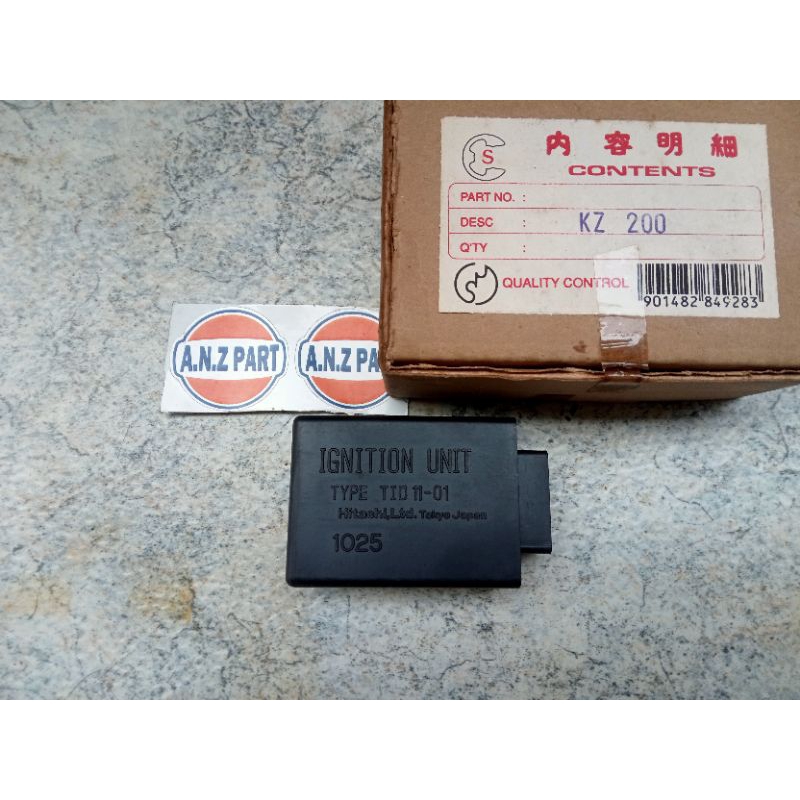 S
内容明細
CONTENTS
PART NO. :
DESC : KZ 200
Q'TY :
QUALITY CONTROL
901482 849283
A.N.Z PART
A.N.Z PART
IGNITION UNIT
TYPE TID 11-01
Hitachi,Ltd. Tokyo Japan
1025